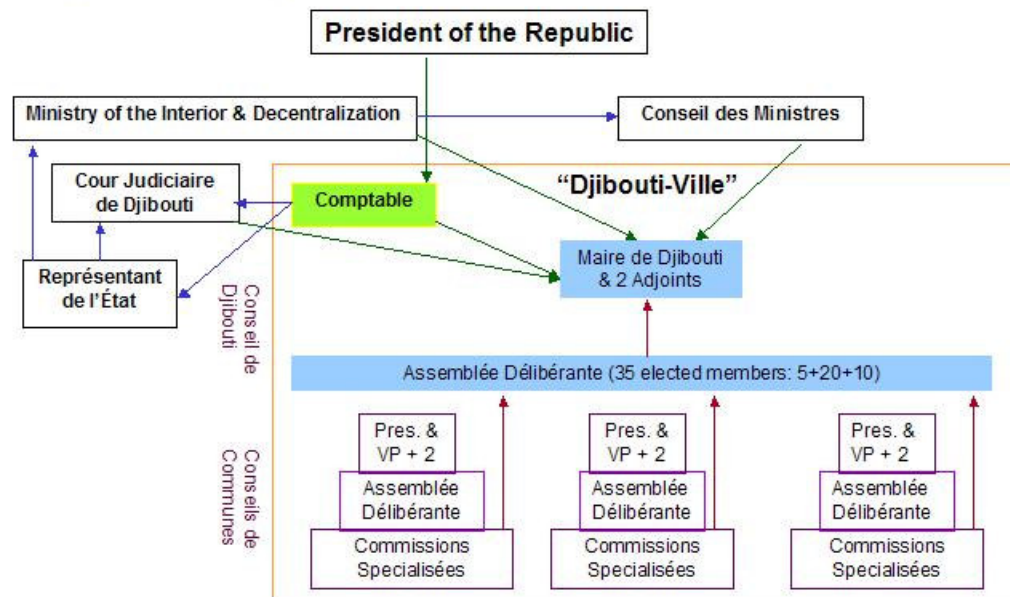 President of the Republic
Ministry of the Interior & Decentralization
Conseil des Ministres
Cour Judiciaire
de Djibouti
Comptable
“Djibouti-Ville”
Maire de Djibouti
& 2 Adjoints
Représentant
de l’État
Conseil de
Djibouti
Assemblée Délibérante (35 elected members: 5+20+10)
Conseils de
Communes
Pres. &
VP + 2
Assemblée
Délibérante
Commissions
Specialisées
Pres. &
VP + 2
Assemblée
Délibérante
Commissions
Specialisées
Pres. &
VP + 2
Assemblée
Délibérante
Commissions
Specialisées